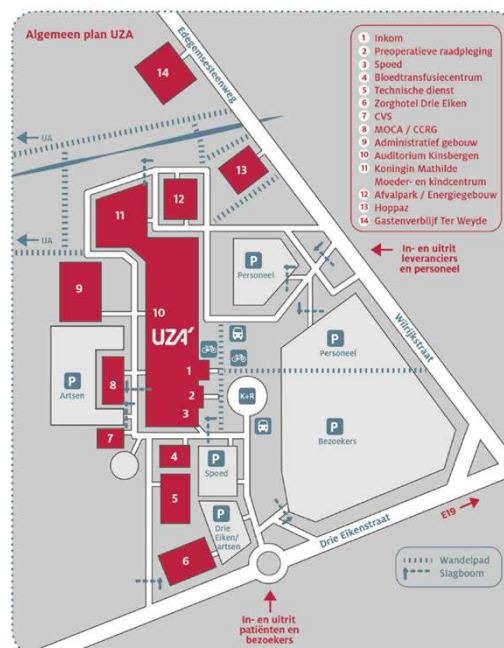 Algemeen plan UZA
Edegemsesteenweg
1 Inkom
2 Preoperatieve raadpleging
3 Spoed
4 Bloedtransfusiecentrum
5 Technische dienst
6 Zorghotel Drie Eiken
7 CVS
8 MOCA / CCRG
9 Administratief gebouw
10 Auditorium Kinsbergen
11 Koningin Mathilde
Moeder- en kindcentrum
12 Afvalpark / Energiegebouw
13 Hoppaz
14 Gastenverblijf Ter Weyde
14
UA
13
12
11
UA
In- en uitrit
leveranciers
en personeel
Wilrijkstraat
P
Personeel
9
10
UZA
P
Personeel
P
Artsen
8
1
2
3
K+R
P
Bezoekers
7
4
P
Spoed
5
P
Drie
Eiken/
artsen
6
Drie Eikenstraat
E19
Wandelpad
Slagboom
In- en uitrit
patiënten en
bezoekers